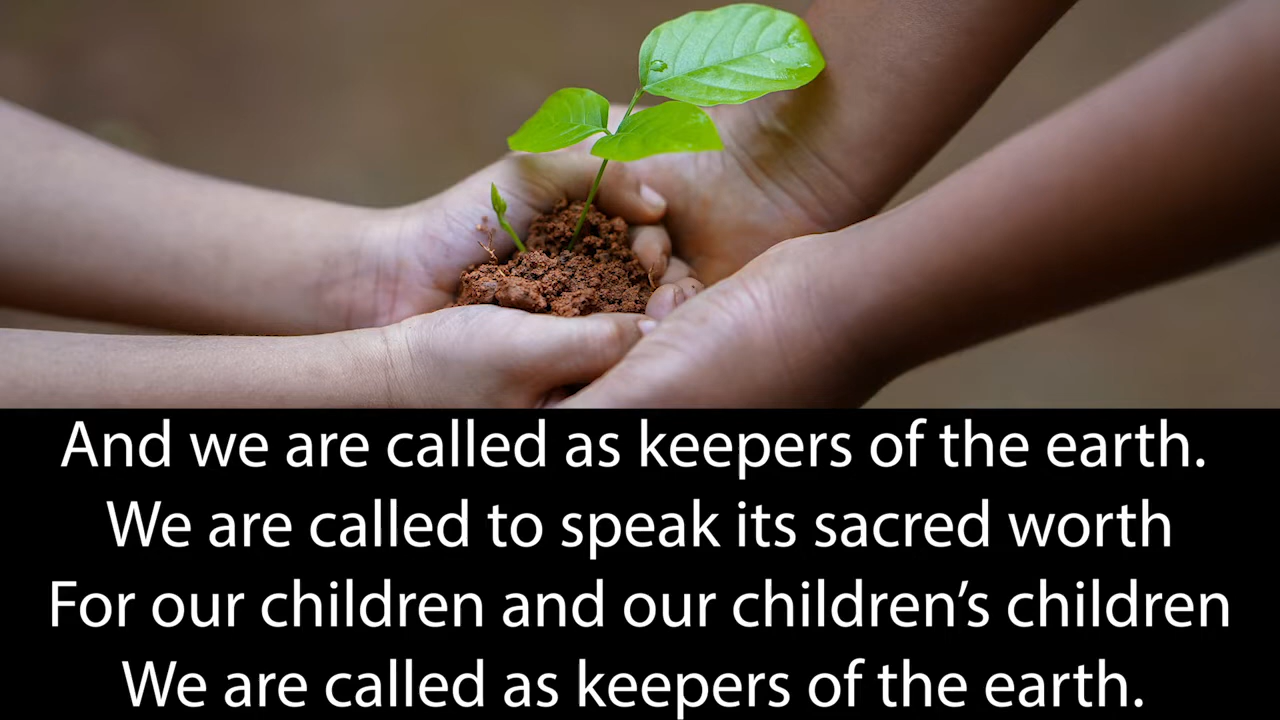 And we are called as keepers of the earth.
We are called to speak its sacred worth
For our children and our children’s children
We are called as keepers of the earth.